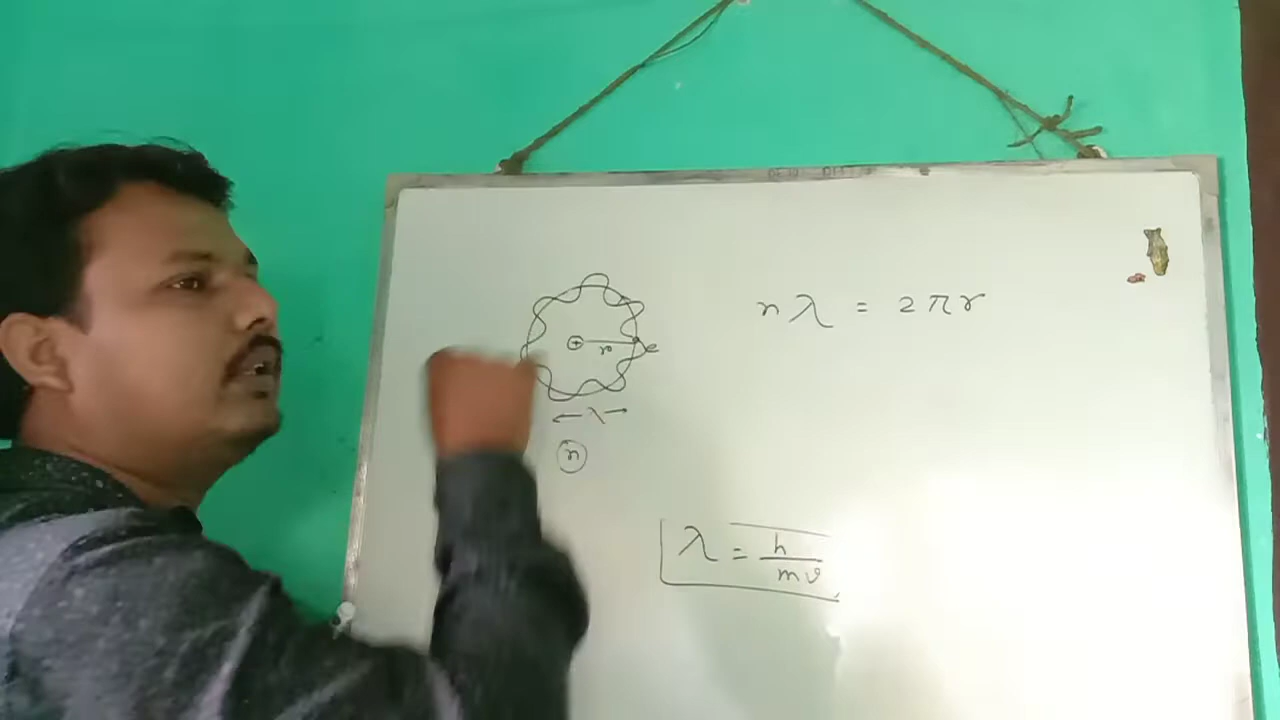 nλ = 2πr
+
r
e
← λ →
n
λ = h/mv